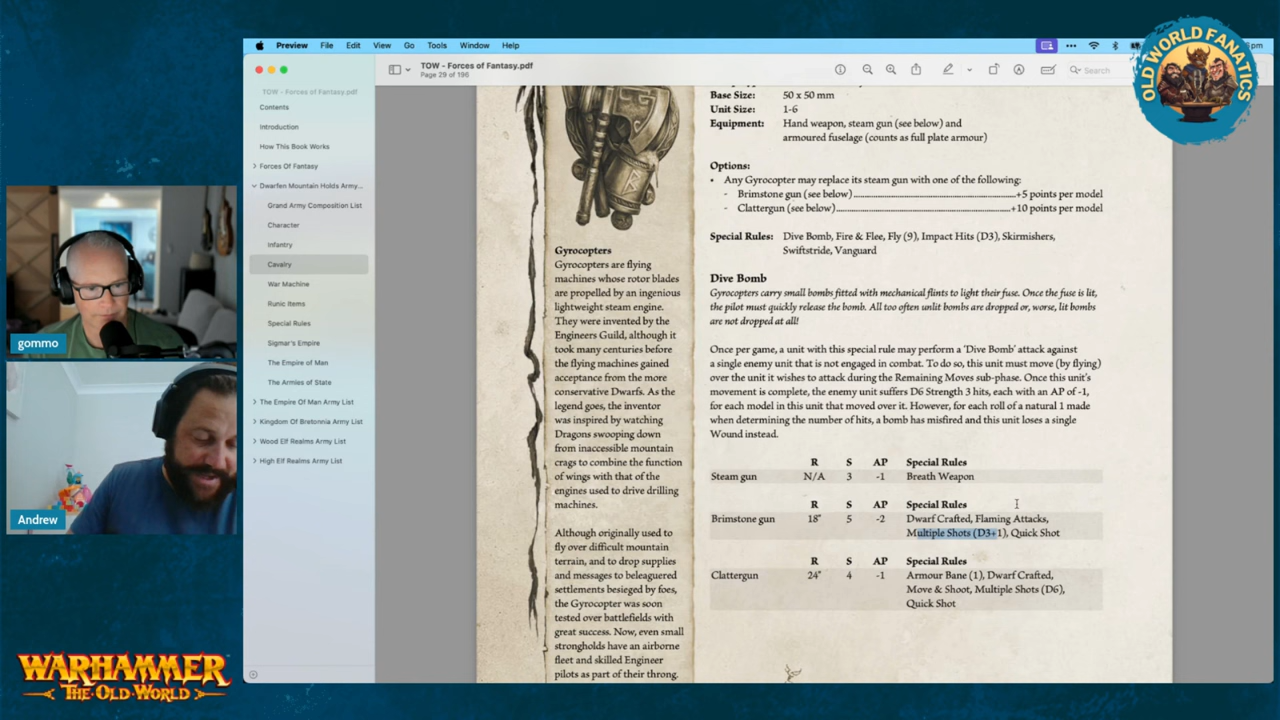 Preview File Edit View Go Tools Window Help
TOW - Forces of Fantasy.pdf
Page 29 of 196
Search
OLD WORLD FANATICS
TOW - Forces of Fantasy.pdf
Contents
Introduction
How This Book Works
Forces Of Fantasy
Dwarfen Mountain Holds Army...
Grand Army Composition List
Character
Infantry
Cavalry
War Machine
Runic Items
Special Rules
Sigmar's Empire
The Empire of Man
The Armies of State
The Empire Of Man Army List
Kingdom Of Bretonnia Army List
Wood Elf Realms Army List
High Elf Realms Army List
gommo
Andrew
WARHAMMER
THE·OLD·WORLD
Gyrocopters
Gyrocopters are flying
machines whose rotor blades
are propelled by an ingenious
lightweight steam engine.
They were invented by the
Engineers Guild, although it
took many centuries before
the flying machines gained
acceptance from the more
conservative Dwarfs. As the
legend goes, the inventor
was inspired by watching
Dragons swooping down
from inaccessible mountain
crags to combine the function
of wings with that of the
engines used to drive drilling
machines.
Although originally used to
fly over difficult mountain
terrain, and to drop supplies
and messages to beleaguered
settlements besieged by foes,
the Gyrocopter was soon
tested over battlefields with
great success. Now, even small
strongholds have an airborne
fleet and skilled Engineer
pilots as part of their throng.
Base Size: 50 x 50 mm
Unit Size: 1-6
Equipment: Hand weapon, steam gun (see below) and
armoured fuselage (counts as full plate armour)
Options:
• Any Gyrocopter may replace its steam gun with one of the following:
- Brimstone gun (see below)...+5 points per model
- Clattergun (see below)...+10 points per model
Special Rules: Dive Bomb, Fire & Flee, Fly (9), Impact Hits (D3), Skirmishers,
Swiftstride, Vanguard
Dive Bomb
Gyrocopters carry small bombs fitted with mechanical flints to light their fuse. Once the fuse is lit,
the pilot must quickly release the bomb. All too often unlit bombs are dropped or, worse, lit bombs
are not dropped at all!
Once per game, a unit with this special rule may perform a 'Dive Bomb' attack against
a single enemy unit that is not engaged in combat. To do so, this unit must move (by flying)
over the unit it wishes to attack during the Remaining Moves sub-phase. Once this unit's
movement is complete, the enemy unit suffers D6 Strength 3 hits, each with an AP of -1,
for each model in this unit that moved over it. However, for each roll of a natural 1 made
when determining the number of hits, a bomb has misfired and this unit loses a single
Wound instead.
R S AP Special Rules
Steam gun N/A 3 -1 Breath Weapon
R S AP Special Rules
Brimstone gun 18" 5 -2 Dwarf Crafted, Flaming Attacks,
Multiple Shots (D3+1), Quick Shot
R S AP Special Rules
Clattergun 24" 4 -1 Armour Bane (1), Dwarf Crafted,
Move & Shoot, Multiple Shots (D6),
Quick Shot